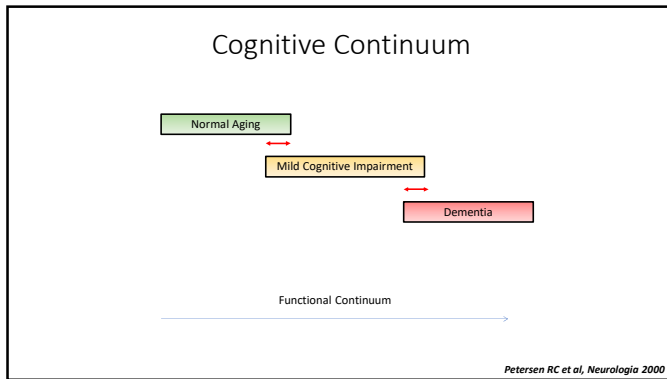 Cognitive Continuum
Normal Aging
Mild Cognitive Impairment
Dementia
Functional Continuum
Petersen RC et al, Neurologia 2000